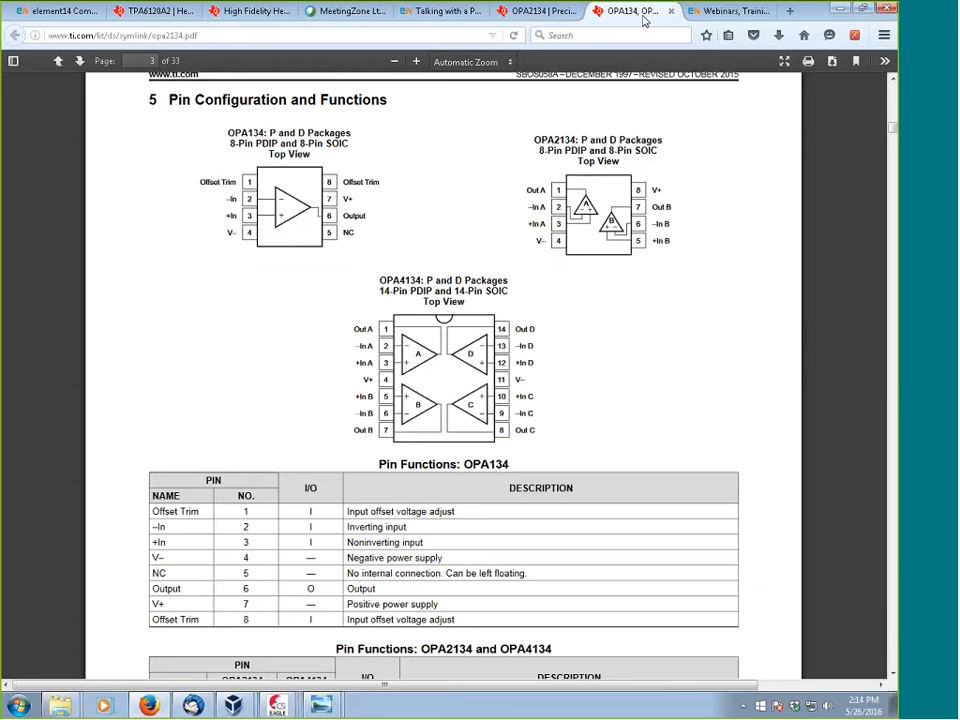 element14 Com...
TPA6120A2 | He...
High Fidelity He...
MeetingZone Lt...
Talking with a P...
OPA2134 | Preci...
OPA134, OP...
Webinars, Traini...
www.ti.com/lit/ds/symlink/opa2134.pdf
Search
Page: 3 of 33
Automatic Zoom
www.ti.com
SBOS058A – DECEMBER 1997 – REVISED OCTOBER 2015
5 Pin Configuration and Functions
OPA134: P and D Packages
8-Pin PDIP and 8-Pin SOIC
Top View
Offset Trim 1 8 Offset Trim
–In 2 7 V+
+In 3 6 Output
V– 4 5 NC
– +
OPA2134: P and D Packages
8-Pin PDIP and 8-Pin SOIC
Top View
Out A 1 8 V+
–In A 2 7 Out B
+In A 3 6 –In B
V– 4 5 +In B
A B
OPA4134: P and D Packages
14-Pin PDIP and 14-Pin SOIC
Top View
Out A 1 14 Out D
–In A 2 13 –In D
+In A 3 12 +In D
V+ 4 11 V–
+In B 5 10 +In C
–In B 6 9 –In C
Out B 7 8 Out C
A D
B C
Pin Functions: OPA134
PIN I/O DESCRIPTION
NAME NO.
Offset Trim 1 I Input offset voltage adjust
–In 2 I Inverting input
+In 3 I Noninverting input
V– 4 — Negative power supply
NC 5 — No internal connection. Can be left floating.
Output 6 O Output
V+ 7 — Positive power supply
Offset Trim 8 I Input offset voltage adjust
Pin Functions: OPA2134 and OPA4134
PIN I/O DESCRIPTION
CS
EAGLE
2:14 PM
5/26/2016